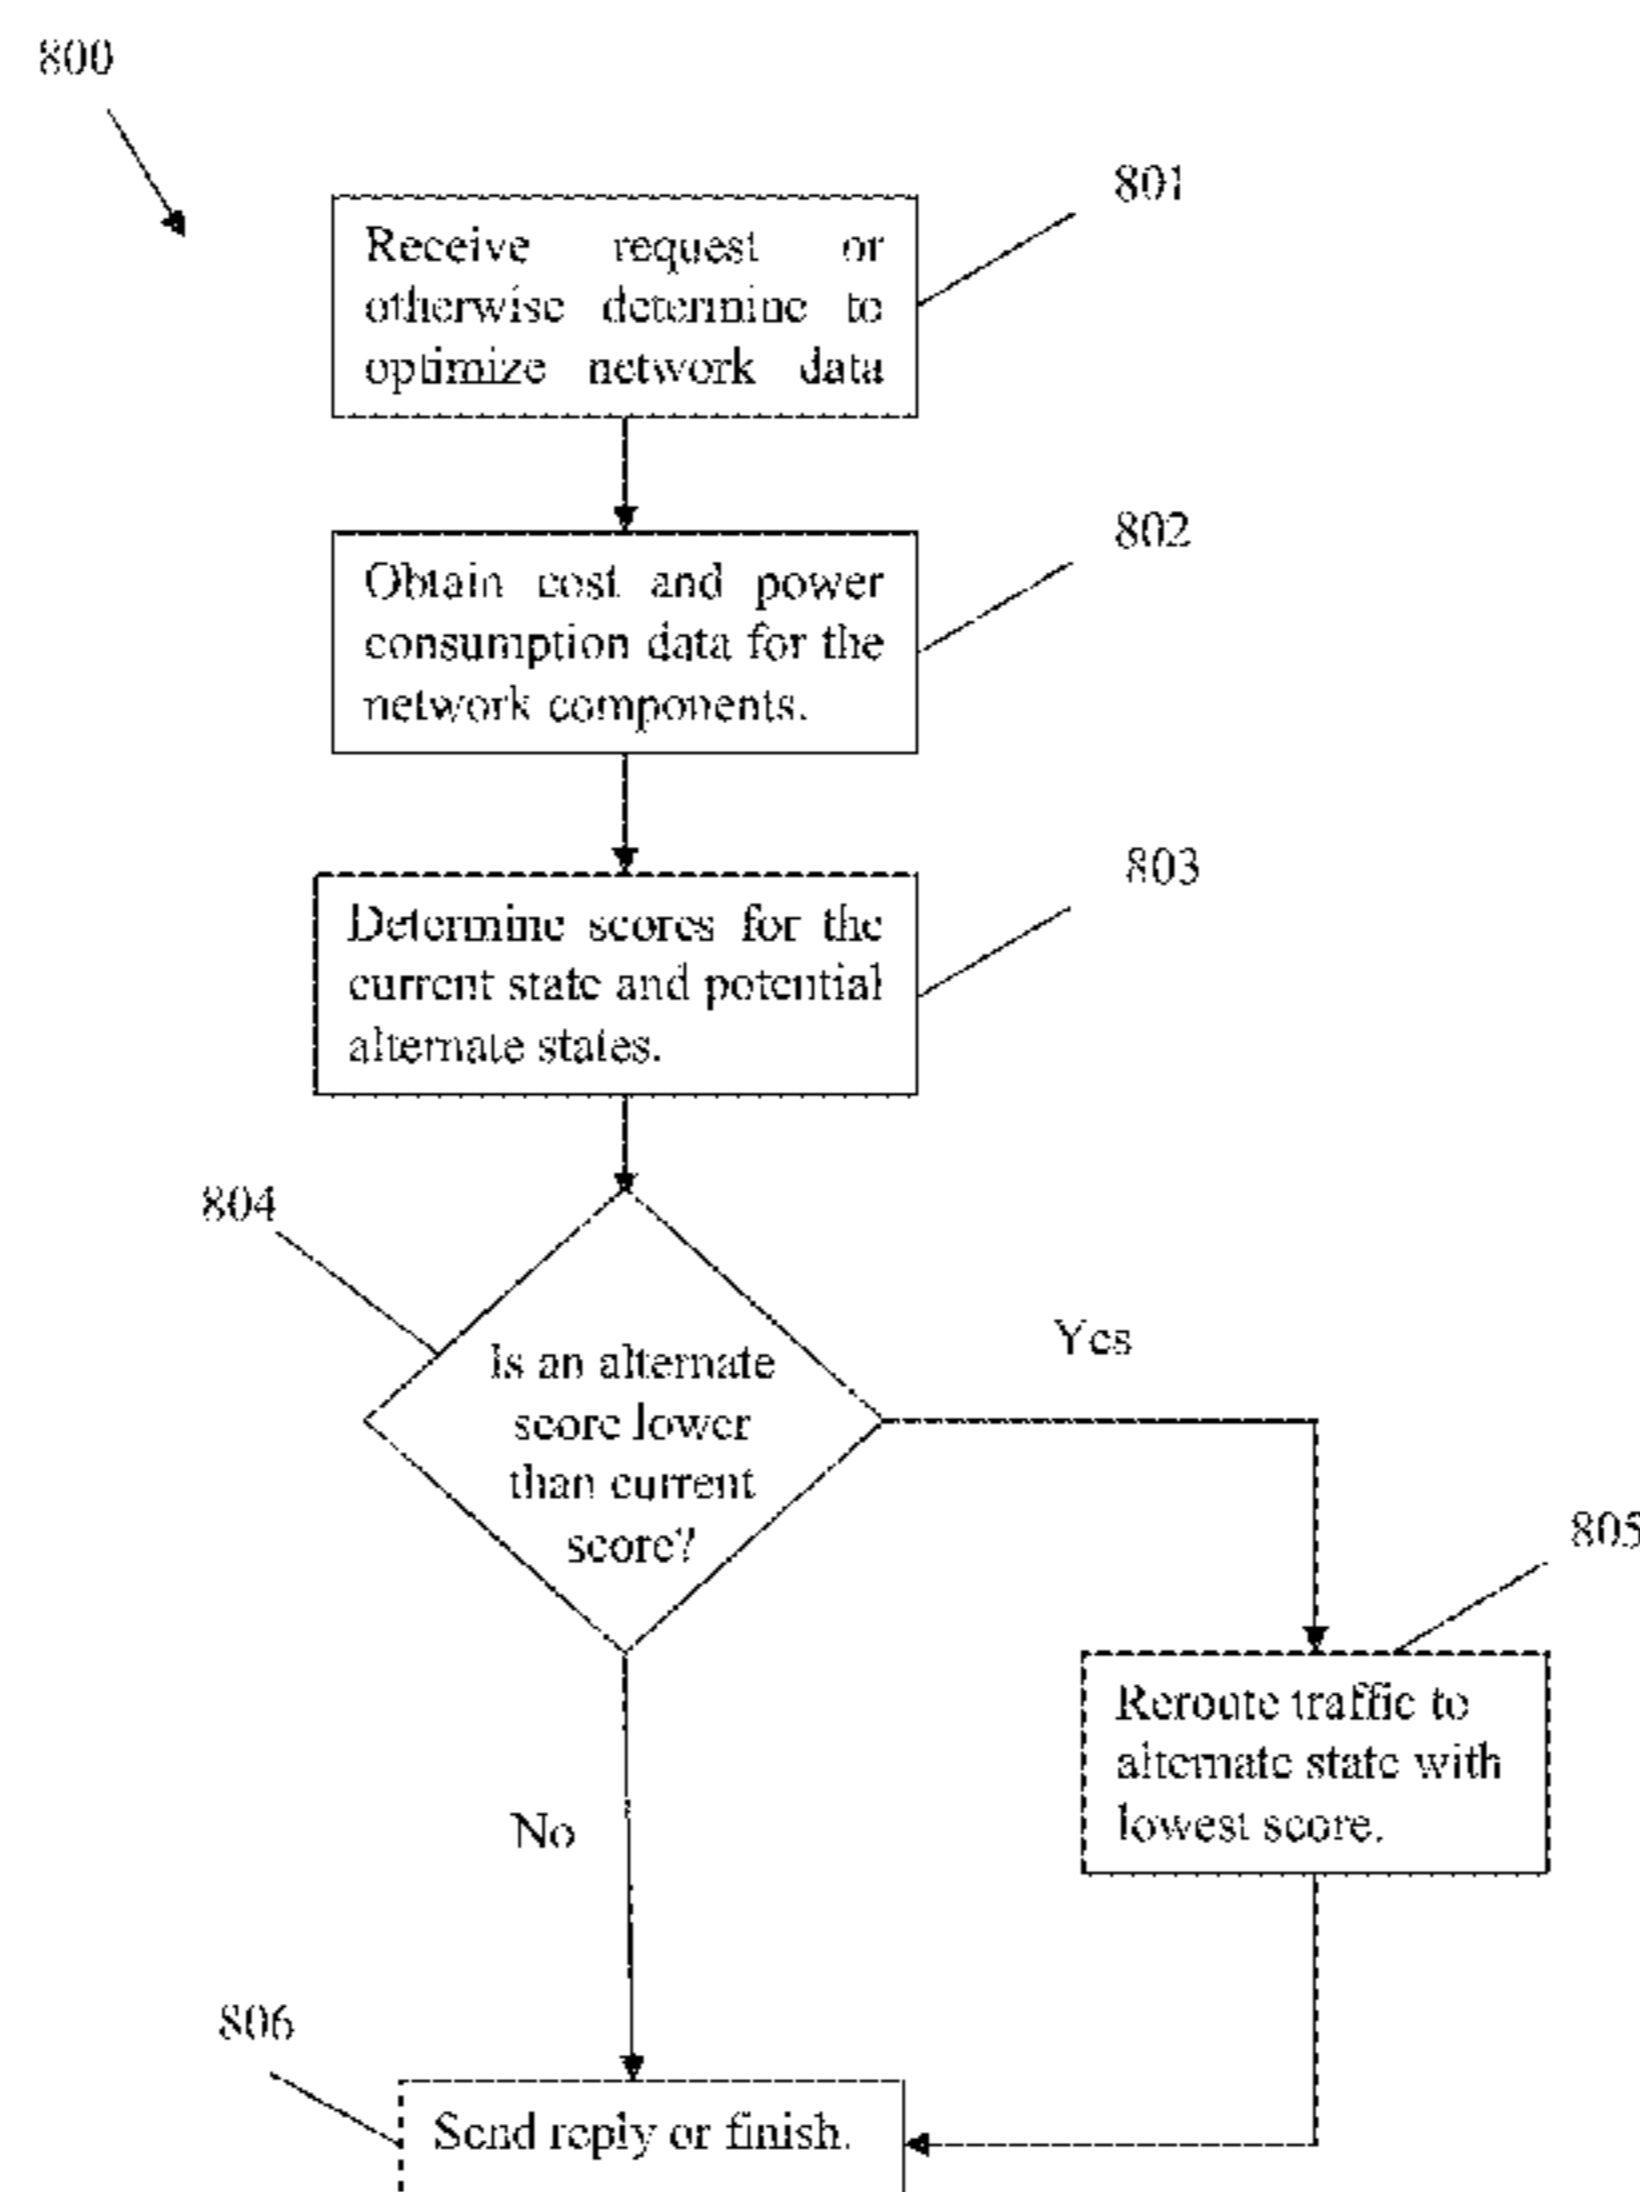 800
801
Receive request or
otherwise determine to
optimize network data
802
Obtain cost and power
consumption data for the
network components.
803
Determine scores for the
current state and potential
alternate states.
804
Is an alternate
score lower
than current
score?
Yes
805
Reroute traffic to
alternate state with
lowest score.
No
806
Send reply or finish.